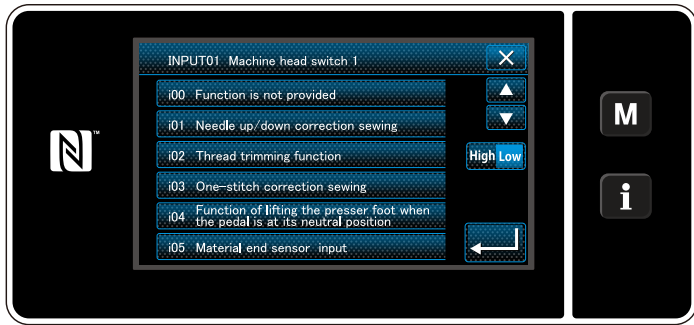 INPUT01 Machine head switch 1
i00 Function is not provided
i01 Needle up/down correction sewing
i02 Thread trimming function
High Low
i03 One-stitch correction sewing
i04 Function of lifting the presser foot when
the pedal is at its neutral position
i05 Material end sensor input
N
™
M
i